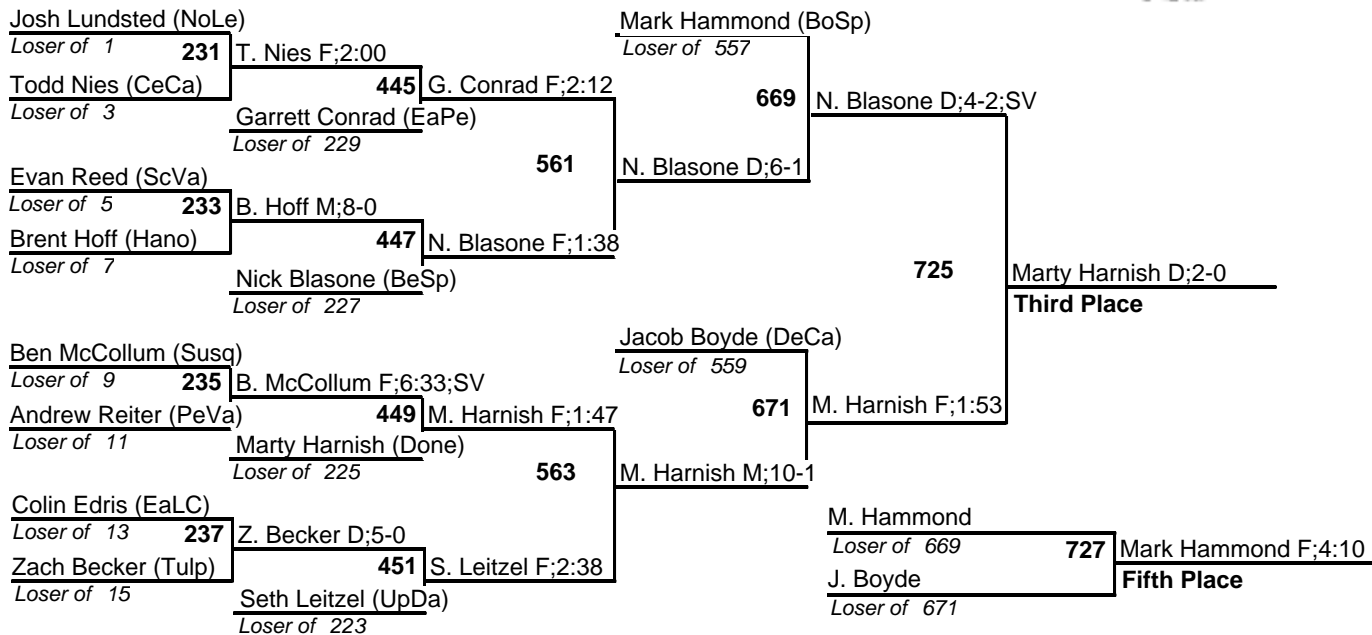 Josh Lundsted (NoLe)
Loser of 1
231
T. Nies F;2:00
Todd Nies (CeCa)
Loser of 3
445
G. Conrad F;2:12
Garrett Conrad (EaPe)
Loser of 229
Evan Reed (ScVa)
Loser of 5
233
B. Hoff M;8-0
Brent Hoff (Hano)
Loser of 7
447
N. Blasone F;1:38
Nick Blasone (BeSp)
Loser of 227
561
N. Blasone D;6-1
Mark Hammond (BoSp)
Loser of 557
669
N. Blasone D;4-2;SV
Ben McCollum (Susq)
Loser of 9
235
B. McCollum F;6:33;SV
Andrew Reiter (PeVa)
Loser of 11
449
M. Harnish F;1:47
Marty Harnish (Done)
Loser of 225
Colin Edris (EaLC)
Loser of 13
237
Z. Becker D;5-0
Zach Becker (Tulp)
Loser of 15
451
S. Leitzel F;2:38
Seth Leitzel (UpDa)
Loser of 223
563
M. Harnish M;10-1
Jacob Boyde (DeCa)
Loser of 559
671
M. Harnish F;1:53
725
Marty Harnish D;2-0
Third Place
M. Hammond
Loser of 669
727
Mark Hammond F;4:10
J. Boyde
Fifth Place
Loser of 671